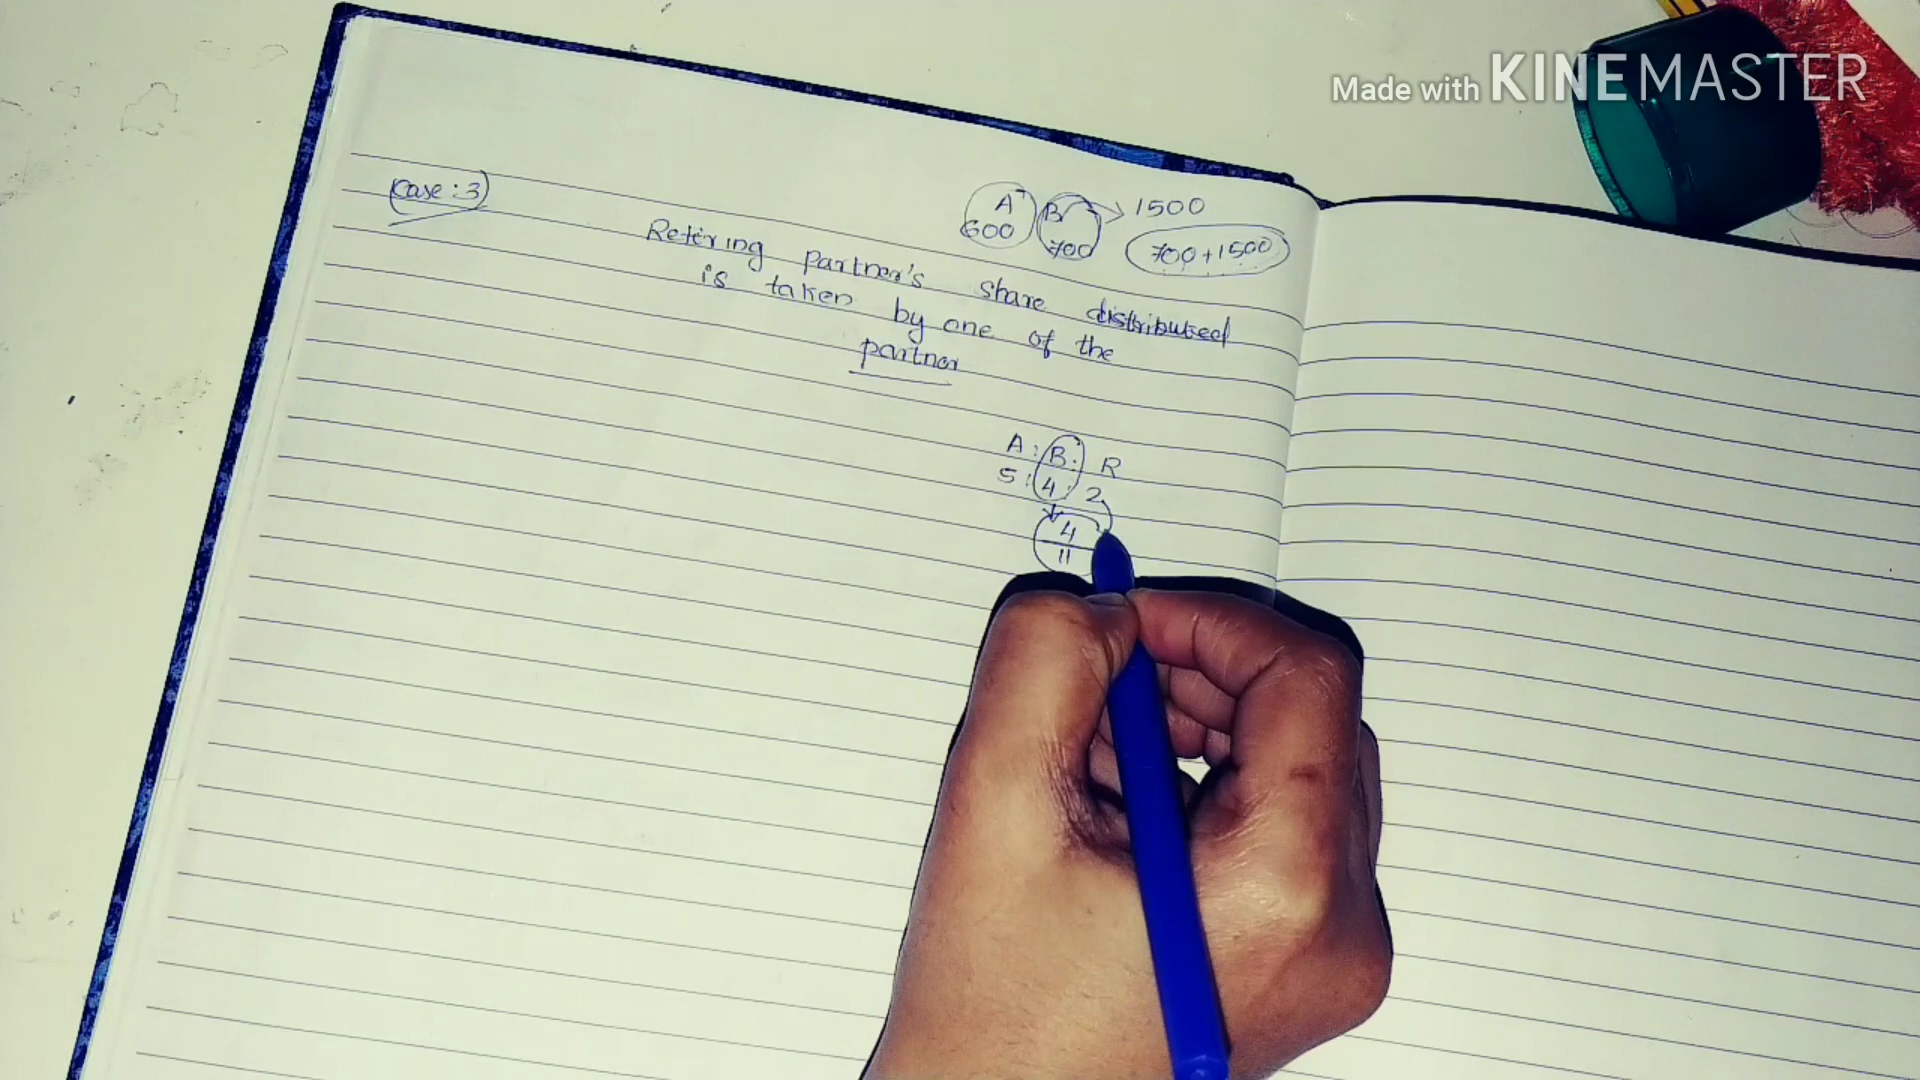 Made with KINEMASTER
Case : 3
A B → 1500
600 700 700+1500
Retiring partner's share distributed
is taken by one of the
partner
A : B : R
5 : 4 : 2
4
11